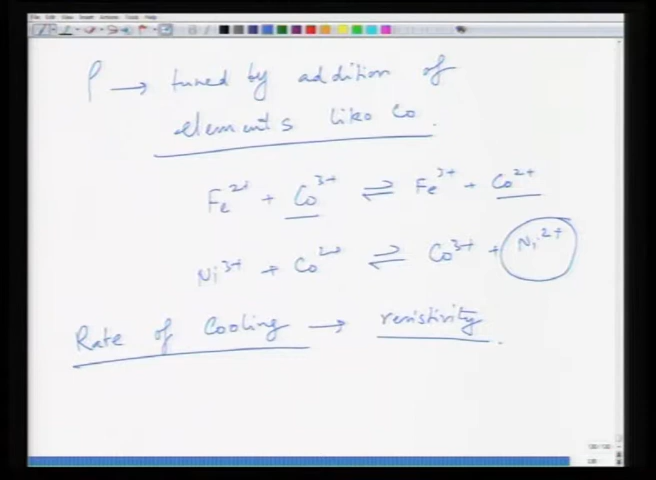 ρ → tuned by addition of
elements like Co.
Fe²⁺ + Co³⁺ ⇌ Fe³⁺ + Co²⁺
Ni³⁺ + Co²⁺ ⇌ Co³⁺ + Ni²⁺
Rate of Cooling → resistivity.